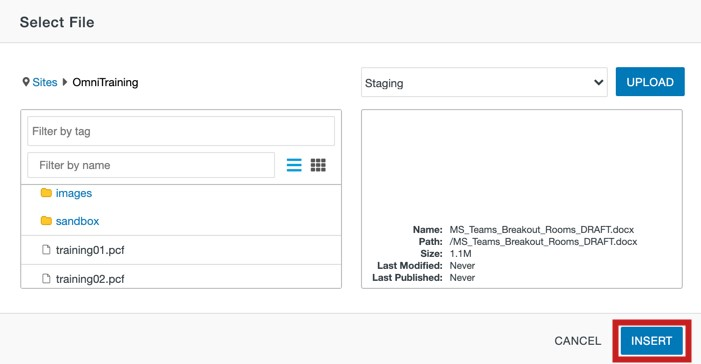 Select File
Sites OmniTraining
Staging
UPLOAD
Filter by tag
Filter by name
images
sandbox
training01.pcf
training02.pcf
Name: MS_Teams_Breakout_Rooms_DRAFT.docx
Path: /MS_Teams_Breakout_Rooms_DRAFT.docx
Size: 1.1M
Last Modified: Never
Last Published: Never
CANCEL
INSERT